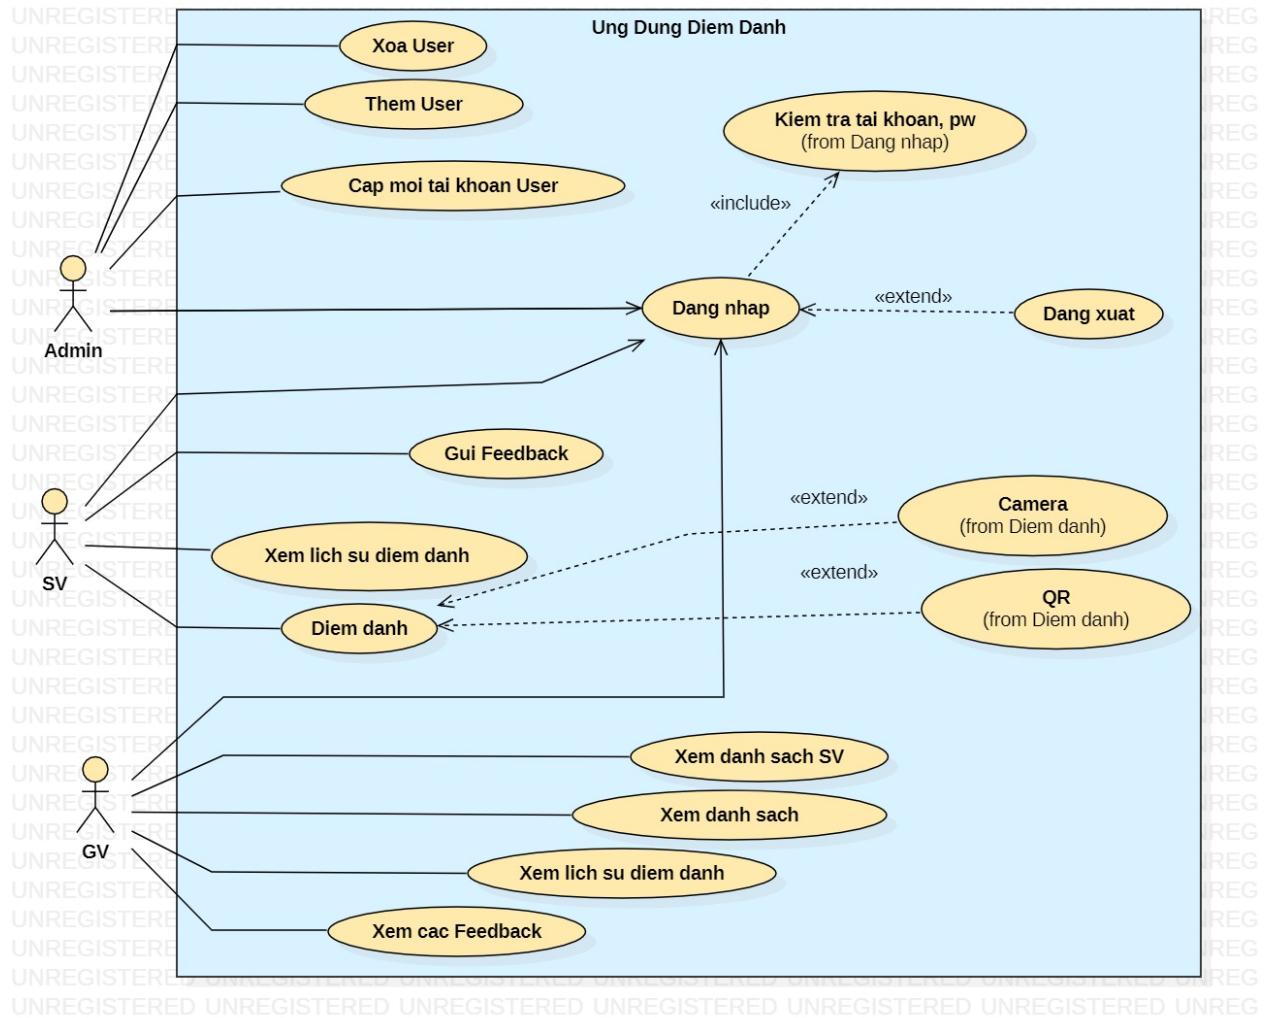 Ung Dung Diem Danh
Xoa User
Them User
Kiem tra tai khoan, pw
(from Dang nhap)
Cap moi tai khoan User
«include»
Admin
Dang nhap
«extend»
Dang xuat
Gui Feedback
«extend»
Camera
(from Diem danh)
SV
Xem lich su diem danh
«extend»
QR
(from Diem danh)
Diem danh
GV
Xem danh sach SV
Xem danh sach
Xem lich su diem danh
Xem cac Feedback
UNREGISTERED UNREGISTERED UNREGISTERED UNREGISTERED UNREGISTERED UNREGISTERED UNREG